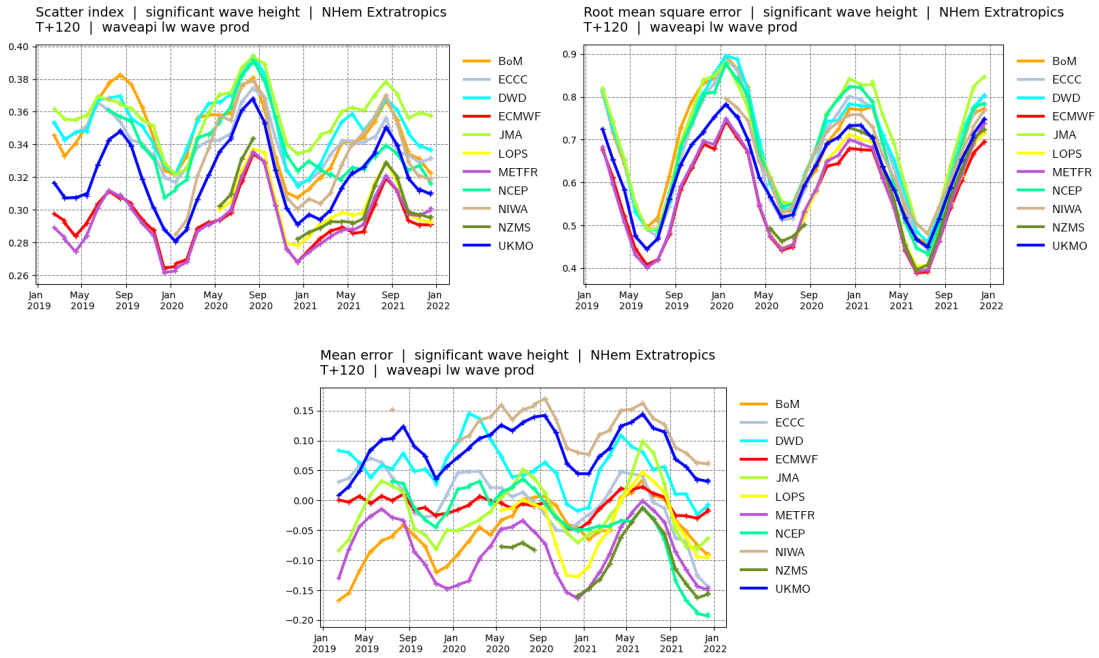 Scatter index | significant wave height | NHem Extratropics
T+120 | waveapi lw wave prod
0.40
0.38
0.36
0.34
0.32
0.30
0.28
0.26
Jan May Sep Jan May Sep Jan May Sep Jan
2019 2019 2019 2020 2020 2020 2021 2021 2021 2022
BoM
ECCC
DWD
ECMWF
JMA
LOPS
METFR
NCEP
NIWA
NZMS
UKMO
Root mean square error | significant wave height | NHem Extratropics
T+120 | waveapi lw wave prod
0.9
0.8
0.7
0.6
0.5
0.4
Jan May Sep Jan May Sep Jan May Sep Jan
2019 2019 2019 2020 2020 2020 2021 2021 2021 2022
BoM
ECCC
DWD
ECMWF
JMA
LOPS
METFR
NCEP
NIWA
NZMS
UKMO
Mean error | significant wave height | NHem Extratropics
T+120 | waveapi lw wave prod
0.15
0.10
0.05
0.00
−0.05
−0.10
−0.15
−0.20
Jan May Sep Jan May Sep Jan May Sep Jan
2019 2019 2019 2020 2020 2020 2021 2021 2021 2022
BoM
ECCC
DWD
ECMWF
JMA
LOPS
METFR
NCEP
NIWA
NZMS
UKMO